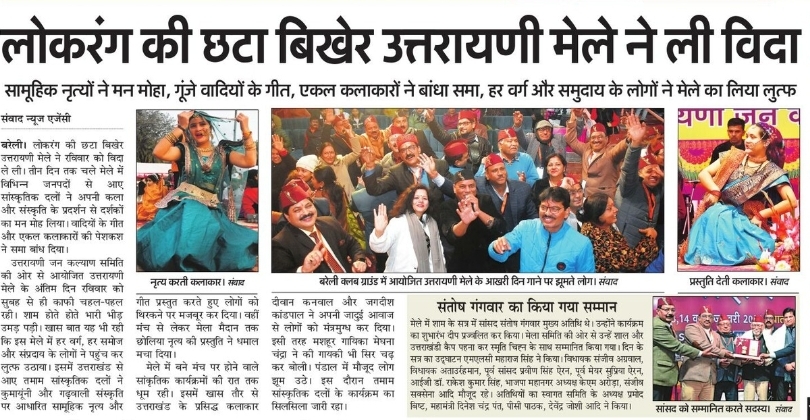 लोकरंग की छटा बिखेर उत्तरायणी मेले ने ली विदा
सामूहिक नृत्यों ने मन मोहा, गूंजे वादियों के गीत, एकल कलाकारों ने बांधा समा, हर वर्ग और समुदाय के लोगों ने मेले का लिया लुत्फ
संवाद न्यूज एजेंसी
बरेली। लोकरंग की छटा बिखेर
उत्तरायणी मेले ने रविवार को विदा
ले ली। तीन दिन तक चले मेले में
विभिन्न जनपदों से आए
सांस्कृतिक दलों ने अपनी कला
और संस्कृति के प्रदर्शन से दर्शकों
का मन मोह लिया। वादियों के गीत
और एकल कलाकारों की पेशकश
ने समा बांध दिया।
उत्तरायणी जन कल्याण समिति
की ओर से आयोजित उत्तरायणी
मेले के अंतिम दिन रविवार को
सुबह से ही काफी चहल-पहल
रही। शाम होते होते भारी भीड़
उमड़ पड़ी। खास बात यह भी रही
कि इस मेले में हर वर्ग, हर समाज
और संप्रदाय के लोगों ने पहुंच कर
लुत्फ उठाया। इसमें उत्तराखंड से
आए तमाम सांस्कृतिक दलों ने
कुमायूंनी और गढ़वाली संस्कृति
पर आधारित सामूहिक नृत्य और
नृत्य करती कलाकार। संवाद
गीत प्रस्तुत करते हुए लोगों को
थिरकने पर मजबूर कर दिया। वहीं
मंच से लेकर मेला मैदान तक
छोलिया नृत्य की प्रस्तुति ने धमाल
मचा दिया।
मेले में बने मंच पर होने वाले
सांकृतिक कार्यक्रमों की रात तक
धूम रही। इसमें खास तौर से
उत्तराखंड के प्रसिद्ध कलाकार
बरेली क्लब ग्राउंड में आयोजित उत्तरायणी मेले के आखरी दिन गाने पर झूमते लोग। संवाद
दीवान कनवाल और जगदीश
कांडपाल ने अपनी जादुई आवाज
से लोगों को मंत्रमुग्ध कर दिया।
इसी तरह मशहूर गायिका मेघना
चंद्रा ने की गायकी भी सिर चढ़
कर बोली। पंडाल में मौजूद लोग
झूम उठे। इस दौरान तमाम
सांस्कृतिक दलों के कार्यक्रम का
सिलसिला जारी रहा।
यणी जन क
प्रस्तुति देती कलाकार। संवाद
संतोष गंगवार का किया गया सम्मान
मेले में शाम के सत्र में सांसद संतोष गंगवार मुख्य अतिथि थे। उन्होंने कार्यक्रम
का शुभारंभ दीप प्रज्वलित कर किया। मेला समिति की ओर से उन्हें शाल और
उत्तराखंडी कैप पहना कर स्मृति चिह्न के साथ सम्मानित किया गया। दिन के
सत्र का उद्घाटन एमएलसी महाराज सिंह ने किया। विधायक संजीव अग्रवाल,
विधायक अताउर्रहमान, पूर्व सांसद प्रवीण सिंह ऐरन, पूर्व मेयर सुप्रिया ऐरन,
आईजी डॉ. राकेश कुमार सिंह, भाजपा महानगर अध्यक्ष केएम अरोड़ा, संजीव
सक्सेना आदि मौजूद रहे। अतिथियों का स्वागत समिति के अध्यक्ष प्रमोद
बिष्ट, महामंत्री दिनेश चंद्र पंत, पीसी पाठक, देवेंद्र जोशी आदि ने किया।
सांसद को सम्मानित करते सदस्य। संवाद